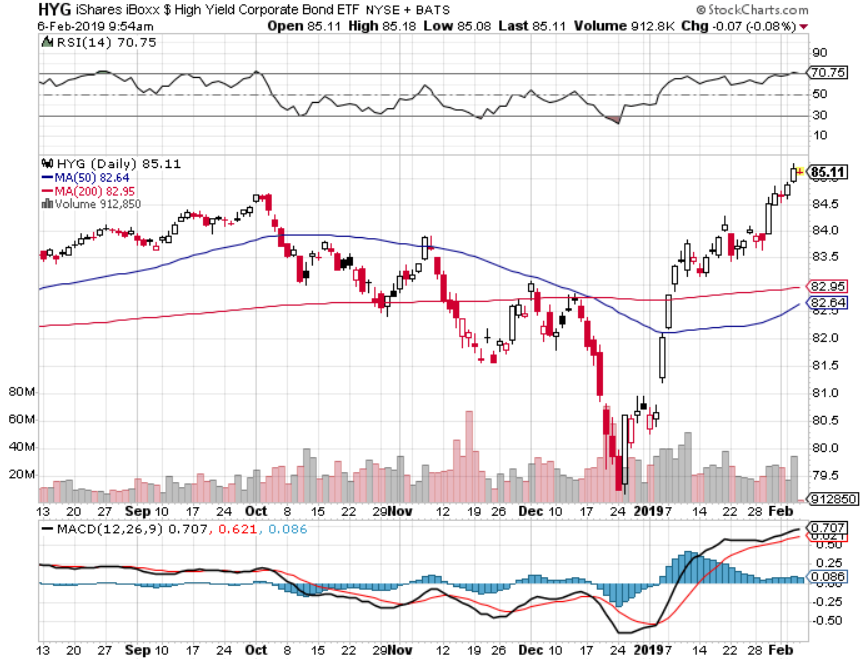 HYG iShares iBoxx $ High Yield Corporate Bond ETF NYSE + BATS © StockCharts.com
6-Feb-2019 9:54am Open 85.11 High 85.18 Low 85.08 Last 85.11 Volume 912.8K Chg -0.07 (-0.08%)
RSI(14) 70.75
90
70.75
50
30
10
HYG (Daily) 85.11
MA(50) 82.64
MA(200) 82.95
Volume 912,850
85.11
84.5
84.0
83.5
82.95
82.64
82.5
82.0
81.5
81.0
80.5
80.0
79.5
912850
80M
60M
40M
20M
13 20 27 Sep 10 17 24 Oct 8 15 22 Nov 12 19 26 Dec 10 17 24 2019 7 14 22 28 Feb
MACD(12,26,9) 0.707, 0.621, 0.086
0.707
0.621
0.50
0.25
0.086
-0.25
-0.50
13 20 27 Sep 10 17 24 Oct 8 15 22 Nov 12 19 26 Dec 10 17 24 2019 7 14 22 28 Feb